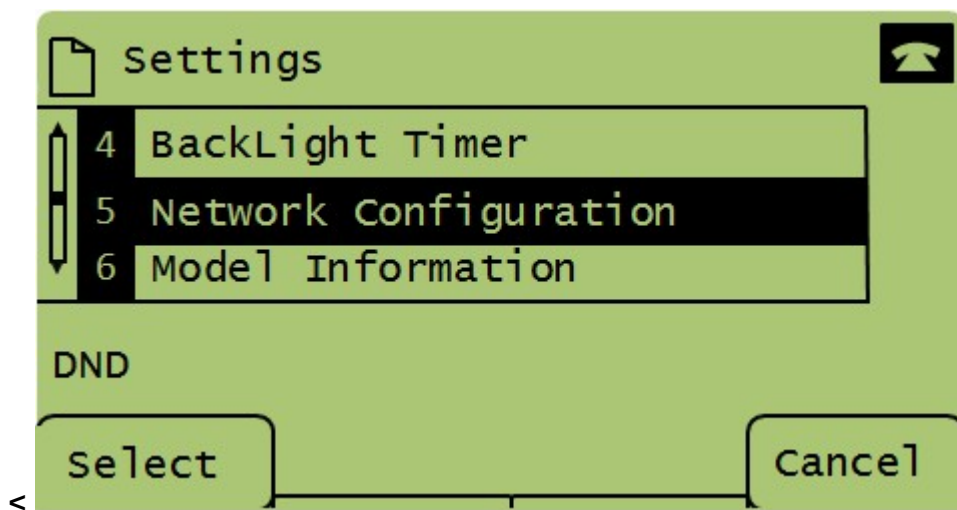 Settings
4 BackLight Timer
5 Network Configuration
6 Model Information
DND
Select Cancel
<